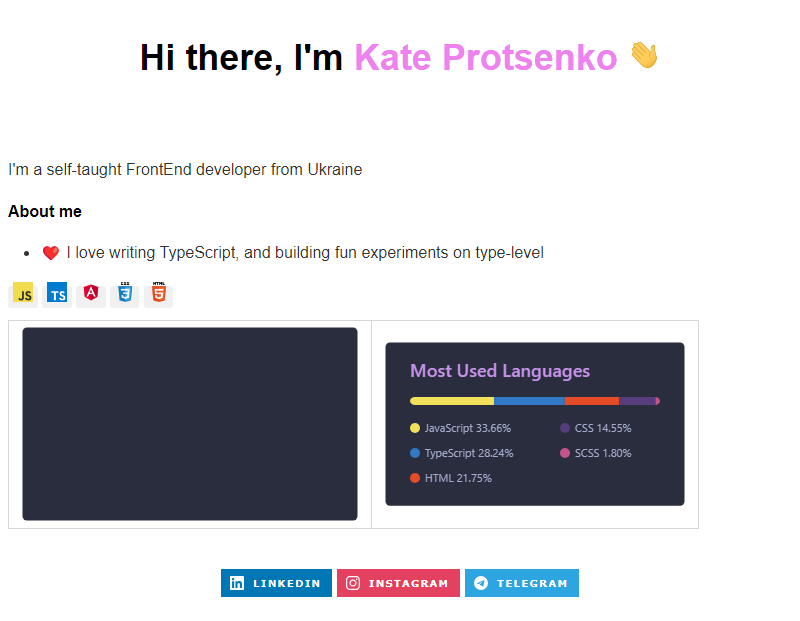 Hi there, I'm Kate Protsenko 👋
I'm a self-taught FrontEnd developer from Ukraine
About me
• ❤️ I love writing TypeScript, and building fun experiments on type-level
JS TS A CSS 3 HTML 5
Most Used Languages
JavaScript 33.66%
TypeScript 28.24%
HTML 21.75%
CSS 14.55%
SCSS 1.80%
LINKEDIN INSTAGRAM TELEGRAM